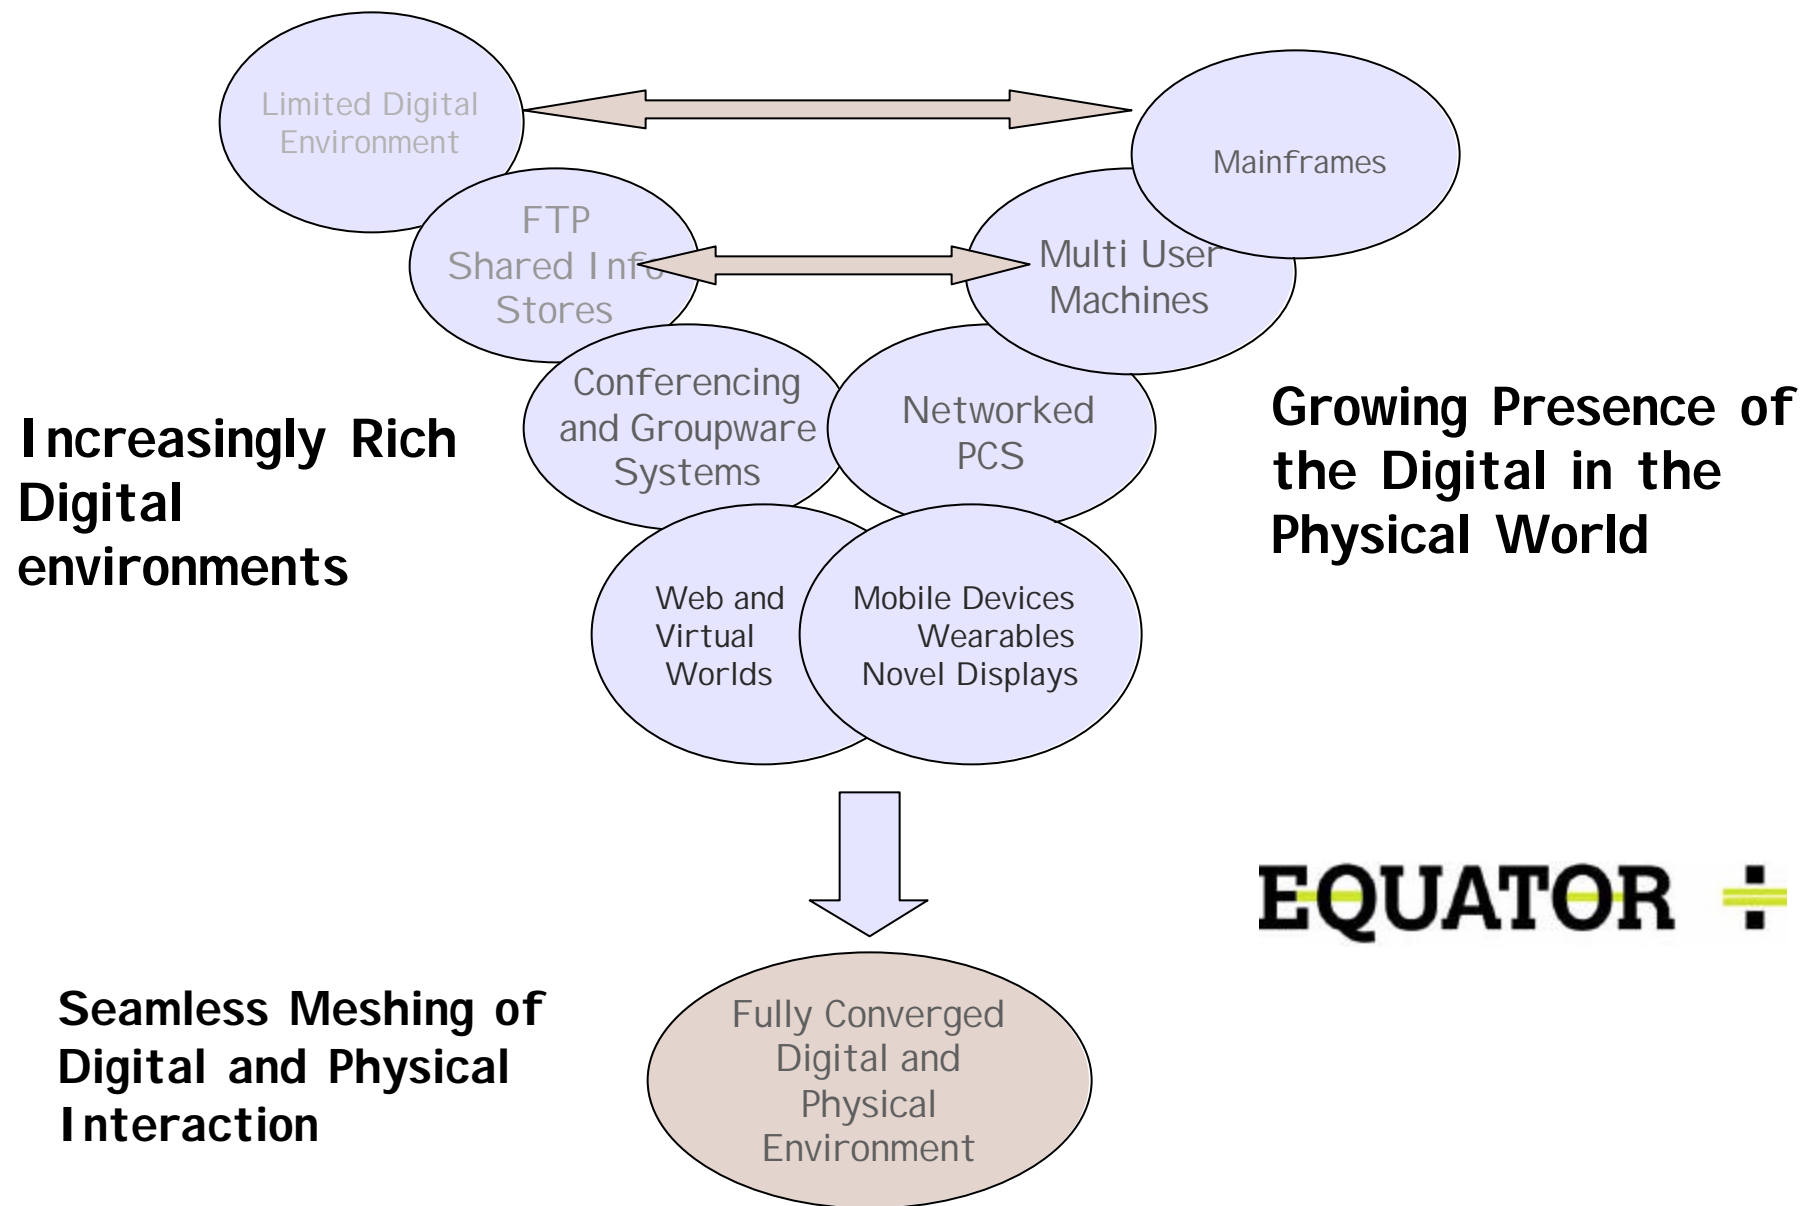 Limited Digital
Environment
Mainframes
FTP
Shared Info
Stores
Multi User
Machines
Conferencing
and Groupware
Systems
Networked
PCS
Increasingly Rich
Digital
environments
Growing Presence of
the Digital in the
Physical World
Web and
Virtual
Worlds
Mobile Devices
Wearables
Novel Displays
EQUATOR
Seamless Meshing of
Digital and Physical
Interaction
Fully Converged
Digital and
Physical
Environment